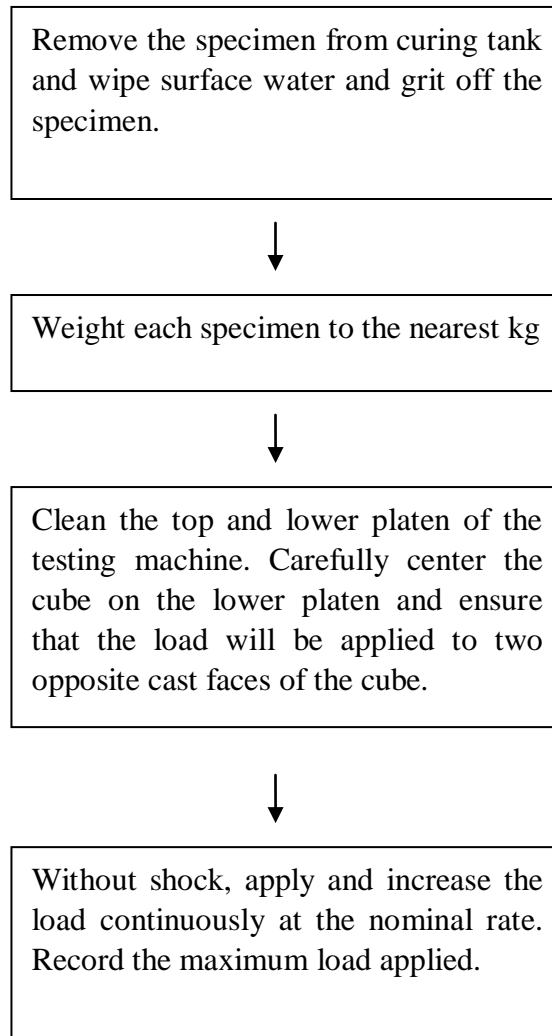 Remove the specimen from curing tank
and wipe surface water and grit off the
specimen.
Weight each specimen to the nearest kg
Clean the top and lower platen of the
testing machine. Carefully center the
cube on the lower platen and ensure
that the load will be applied to two
opposite cast faces of the cube.
Without shock, apply and increase the
load continuously at the nominal rate.
Record the maximum load applied.